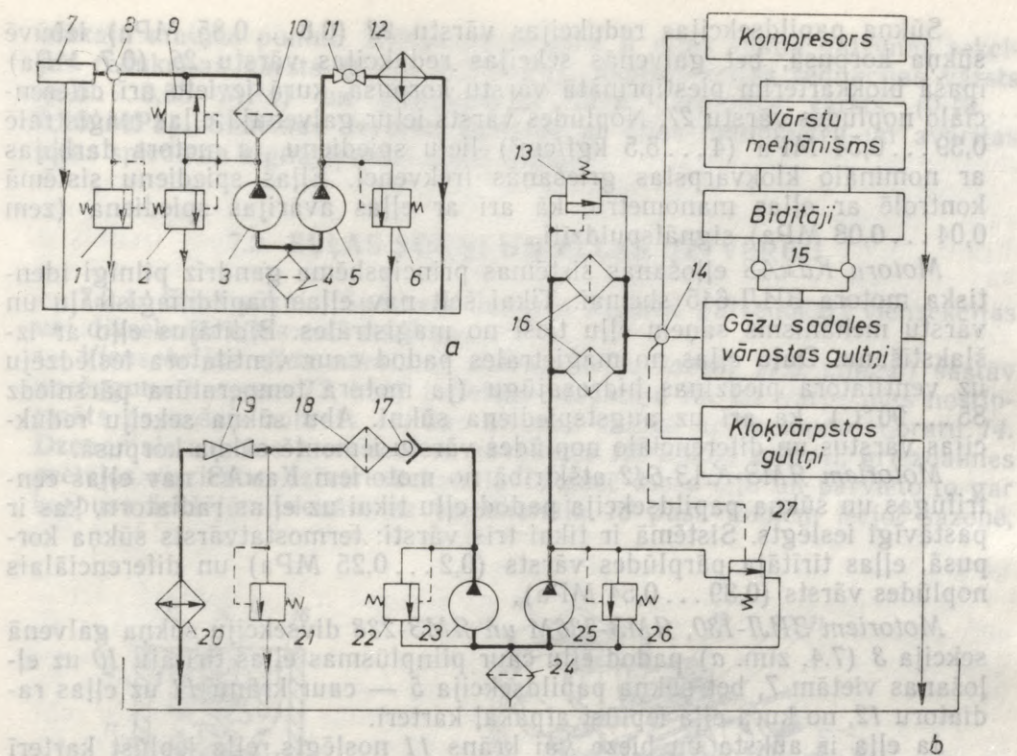 7 8 9 10 11 12
1 2 3 4 5 6
a
13
14
15
16
Kompresors
Vārstu
mehānisms
Bīdītāji
Gāzu sadales
vārpstas gultņi
Klokvārpstas
gultņi
19 18 17
27
20 21 22 23 25 26
24
b